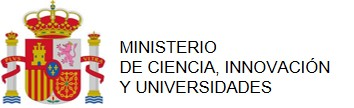 MINISTERIO
DE CIENCIA, INNOVACIÓN
Y UNIVERSIDADES